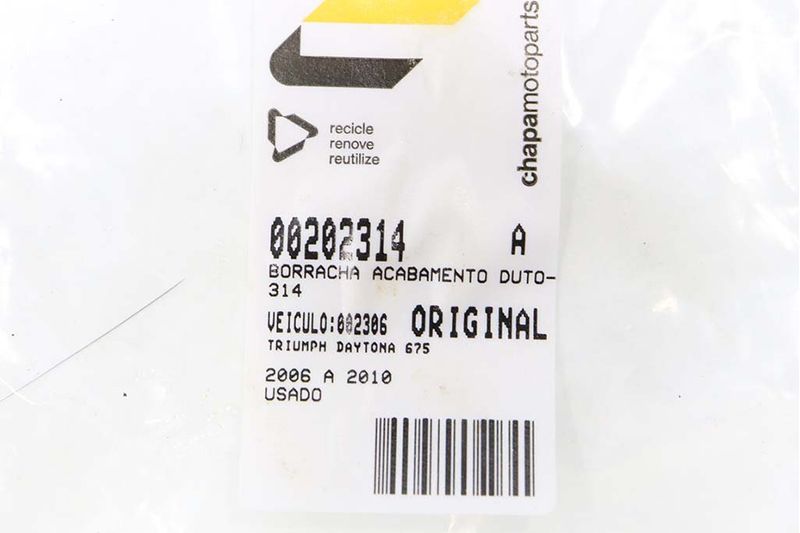 chapamotoparts
recicle
renove
reutilize
00202314 A
BORRACHA ACABAMENTO DUTO-
314
VEICULO:002306 ORIGINAL
TRIUMPH DAYTONA 675
2006 A 2010
USADO